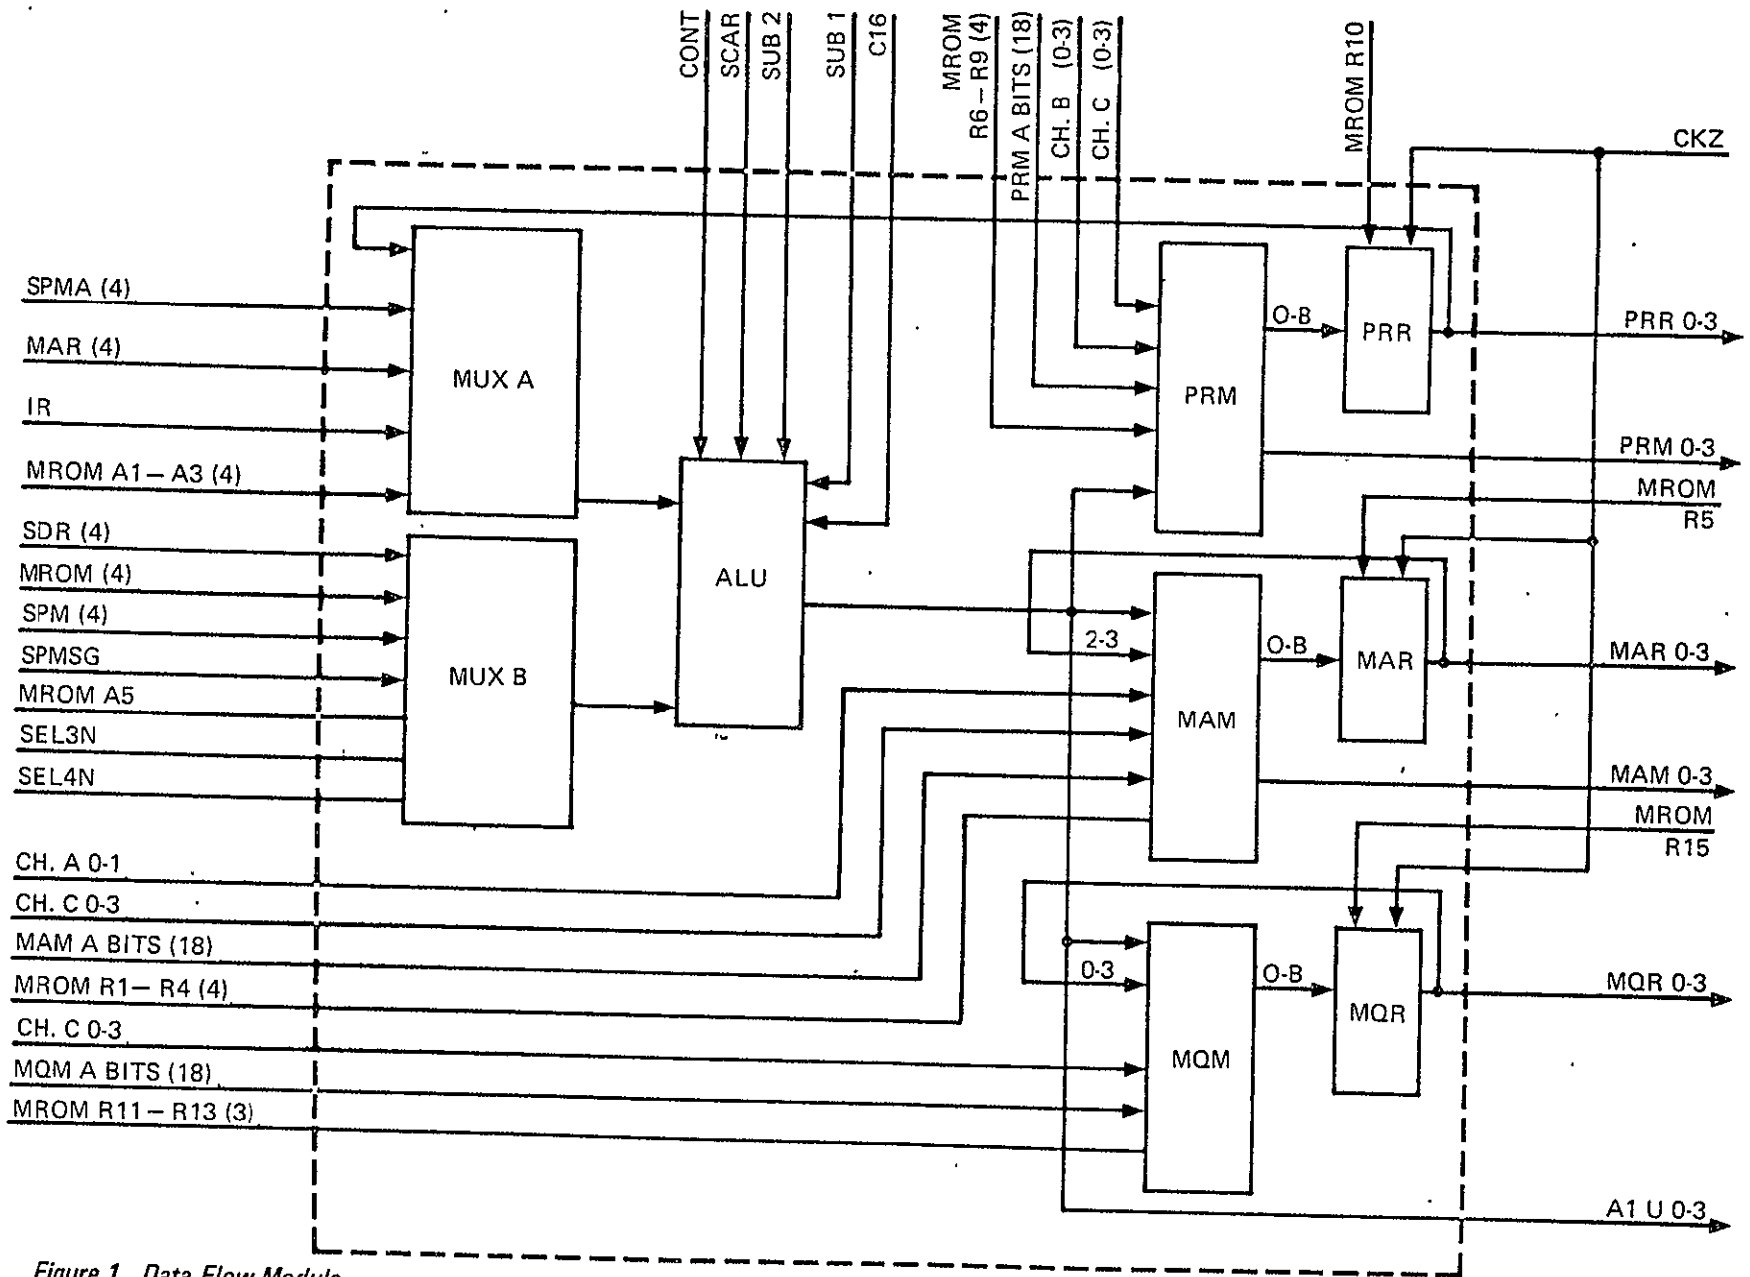 CONT
SCAR
SUB 2
SUB 1
C16
MROM
R6–R9 (4)
PRM A BITS (18)
CH. B (0-3)
CH. C (0-3)
MROM R10
CKZ
SPMA (4)
MAR (4)
IR
MROM A1–A3 (4)
SDR (4)
MROM (4)
SPM (4)
SPMSG
MROM A5
SEL3N
SEL4N
CH. A 0-1
CH. C 0-3
MAM A BITS (18)
MROM R1–R4 (4)
CH. C 0-3
MQM A BITS (18)
MROM R11–R13 (3)
MUX A
MUX B
ALU
PRM
O-B
PRR
2-3
MAM
O-B
MAR
0-3
MQM
O-B
MQR
PRR 0-3
PRM 0-3
MROM
R5
MAR 0-3
MAM 0-3
MROM
R15
MQR 0-3
A1 U 0-3
Figure 1. Data Flow Module